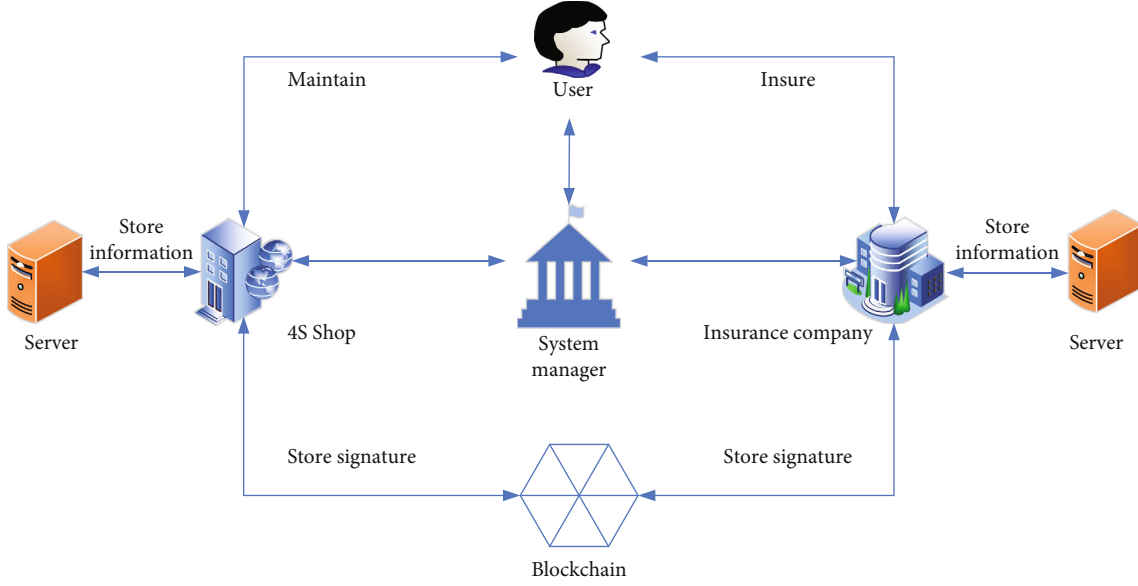 Maintain
User
Insure
Store
information
Store
information
Server
4S Shop
System
manager
Insurance company
Server
Store signature
Store signature
Blockchain